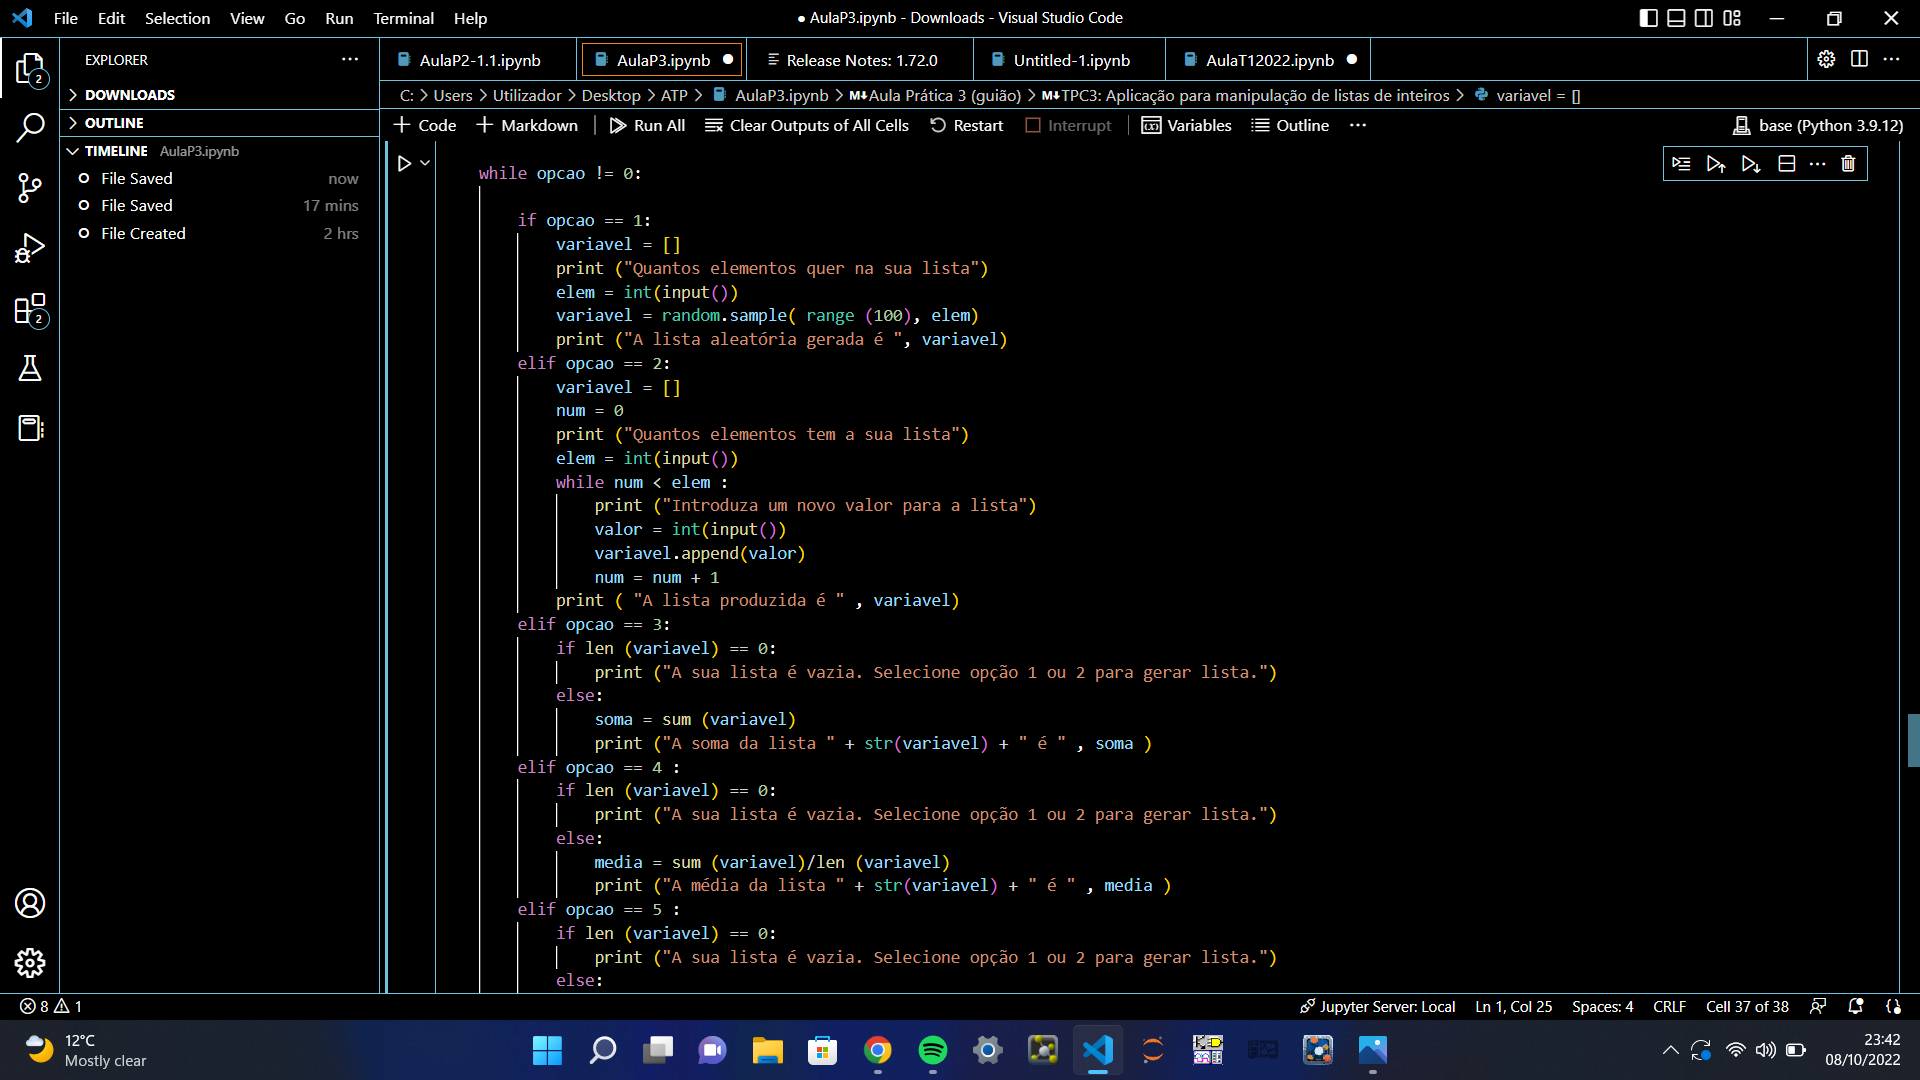 File Edit Selection View Go Run Terminal Help
● AulaP3.ipynb - Downloads - Visual Studio Code
EXPLORER
AulaP2-1.1.ipynb
AulaP3.ipynb
Release Notes: 1.72.0
Untitled-1.ipynb
AulaT12022.ipynb
DOWNLOADS
OUTLINE
TIMELINE AulaP3.ipynb
File Saved now
File Saved 17 mins
File Created 2 hrs
2
2
C: > Users > Utilizador > Desktop > ATP > AulaP3.ipynb > M↓Aula Prática 3 (guião) > M↓TPC3: Aplicação para manipulação de listas de inteiros > variavel = []
+ Code + Markdown | Run All Clear Outputs of All Cells Restart Interrupt | Variables Outline ···
base (Python 3.9.12)
while opcao != 0:
if opcao == 1:
variavel = []
print ("Quantos elementos quer na sua lista")
elem = int(input())
variavel = random.sample( range (100), elem)
print ("A lista aleatória gerada é ", variavel)
elif opcao == 2:
variavel = []
num = 0
print ("Quantos elementos tem a sua lista")
elem = int(input())
while num < elem :
print ("Introduza um novo valor para a lista")
valor = int(input())
variavel.append(valor)
num = num + 1
print ( "A lista produzida é " , variavel)
elif opcao == 3:
if len (variavel) == 0:
print ("A sua lista é vazia. Selecione opção 1 ou 2 para gerar lista.")
else:
soma = sum (variavel)
print ("A soma da lista " + str(variavel) + " é " , soma )
elif opcao == 4 :
if len (variavel) == 0:
print ("A sua lista é vazia. Selecione opção 1 ou 2 para gerar lista.")
else:
media = sum (variavel)/len (variavel)
print ("A média da lista " + str(variavel) + " é " , media )
elif opcao == 5 :
if len (variavel) == 0:
print ("A sua lista é vazia. Selecione opção 1 ou 2 para gerar lista.")
else:
8 1
Jupyter Server: Local Ln 1, Col 25 Spaces: 4 CRLF Cell 37 of 38
12°C
Mostly clear
23:42
08/10/2022